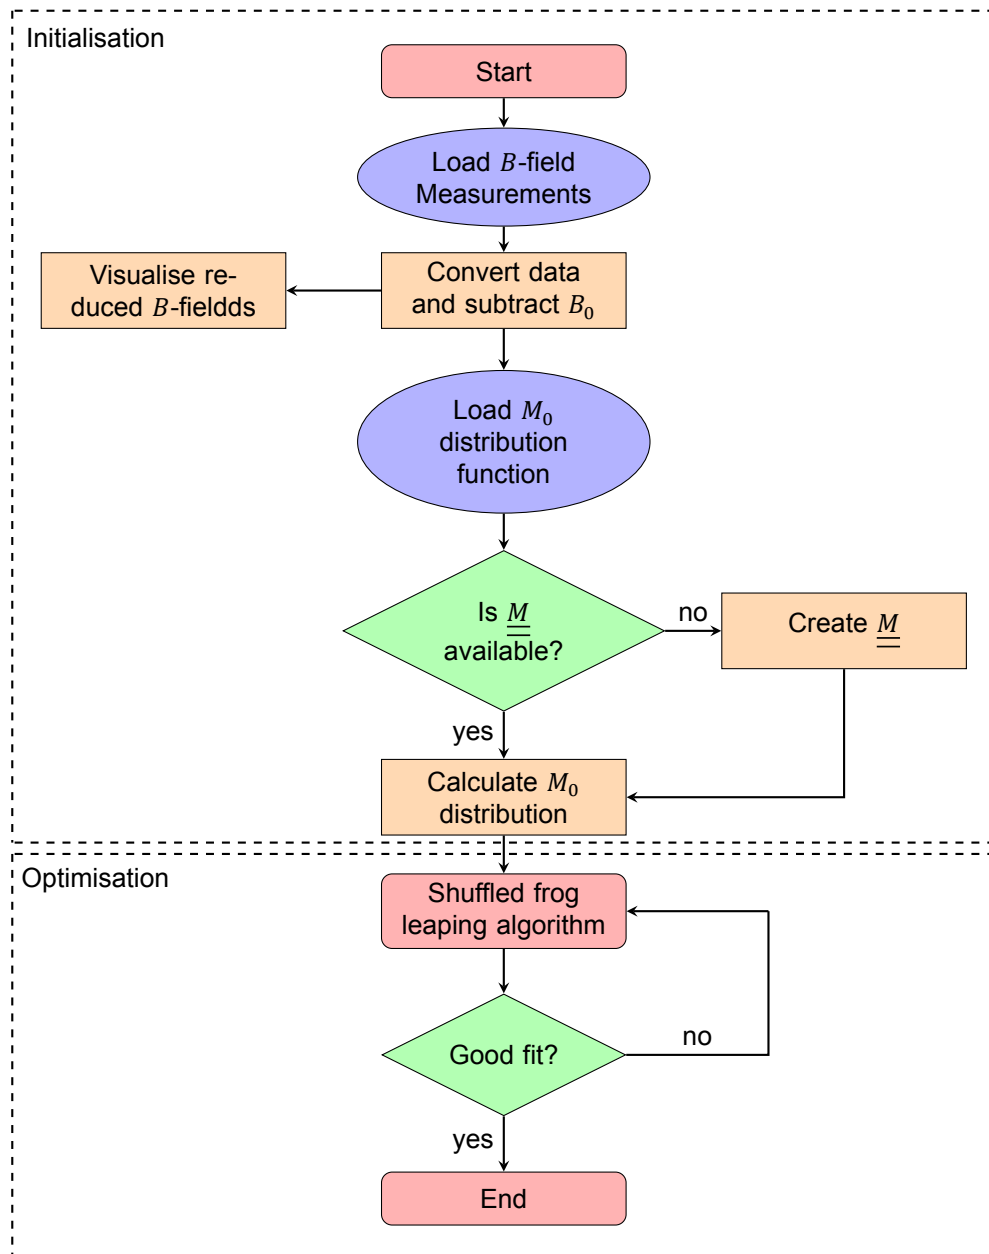 Initialisation
Start
Load B-field
Measurements
Visualise re-
duced B-fieldds
Convert data
and subtract B₀
Load M₀
distribution
function
Is M
available?
no
Create M
yes
Calculate M₀
distribution
Optimisation
Shuffled frog
leaping algorithm
Good fit?
no
yes
End